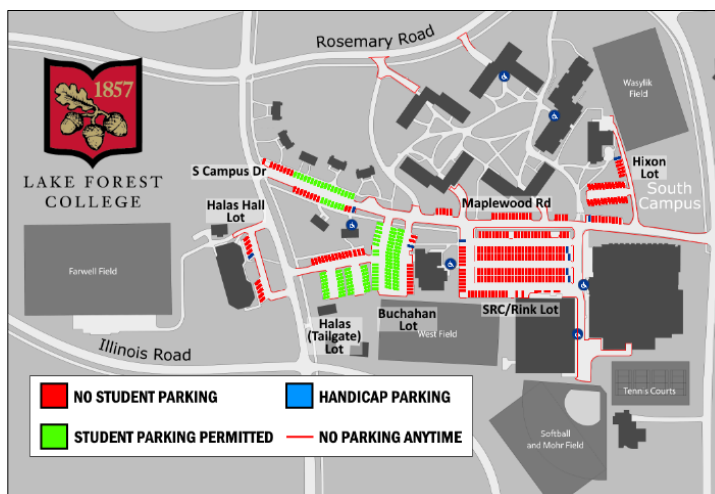 Rosemary Road
1857
LAKE FOREST
COLLEGE
Wasylik
Field
S Campus Dr
Hixon
Lot
South
Campus
Halas Hall
Lot
Maplewood Rd
Farwell Field
Halas
(Tailgate)
Lot
Buchahan
Lot
SRC/Rink Lot
West Field
Illinois Road
Tennis Courts
Softball
and Mohr Field
NO STUDENT PARKING
HANDICAP PARKING
STUDENT PARKING PERMITTED
NO PARKING ANYTIME